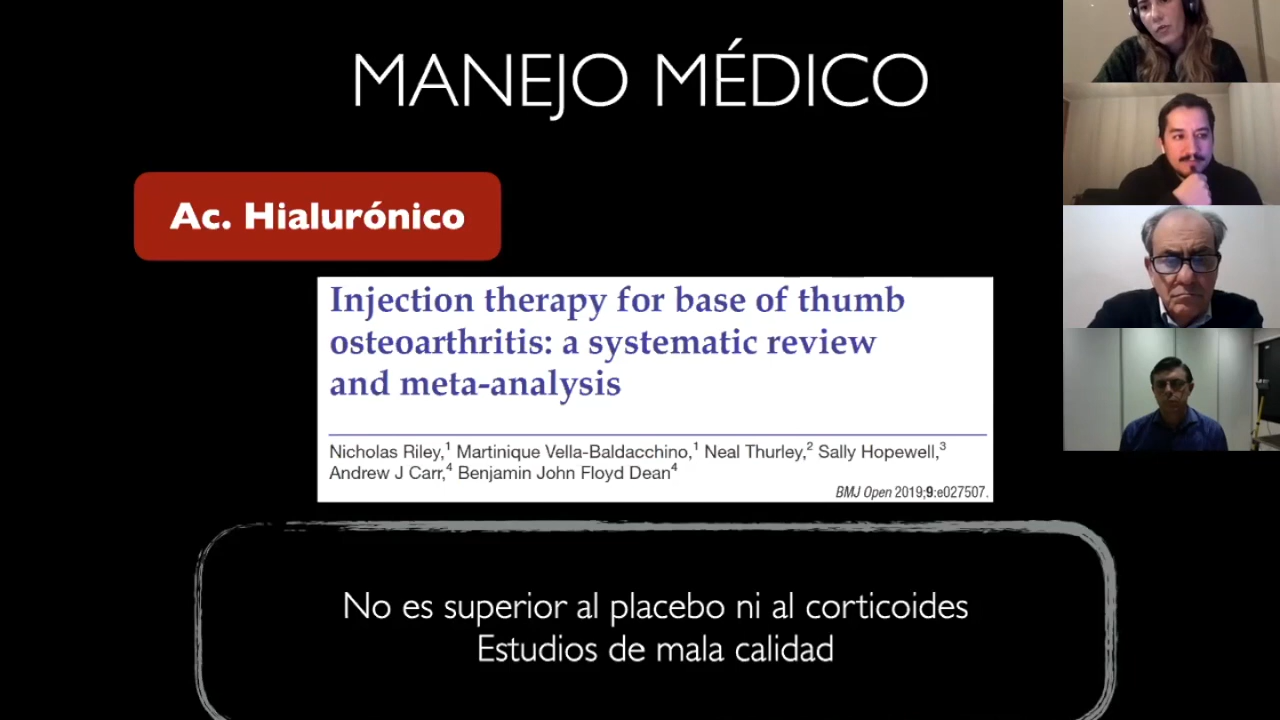 MANEJO MÉDICO
Ac. Hialurónico
Injection therapy for base of thumb
osteoarthritis: a systematic review
and meta-analysis
Nicholas Riley,¹ Martinique Vella-Baldacchino,¹ Neal Thurley,² Sally Hopewell,³
Andrew J Carr,⁴ Benjamin John Floyd Dean⁴
BMJ Open 2019;9:e027507.
No es superior al placebo ni al corticoides
Estudios de mala calidad